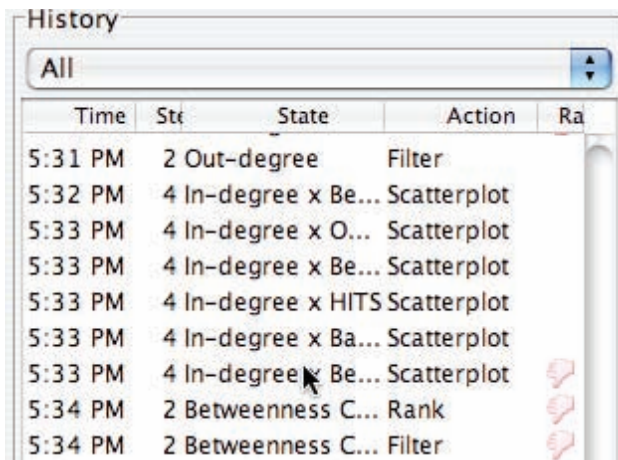 History
All
Time Ste State Action Ra
5:31 PM 2 Out-degree Filter
5:32 PM 4 In-degree x Be... Scatterplot
5:33 PM 4 In-degree x O... Scatterplot
5:33 PM 4 In-degree x Be... Scatterplot
5:33 PM 4 In-degree x HITS Scatterplot
5:33 PM 4 In-degree x Ba... Scatterplot
5:33 PM 4 In-degree x Be... Scatterplot
5:34 PM 2 Betweenness C... Rank
5:34 PM 2 Betweenness C... Filter